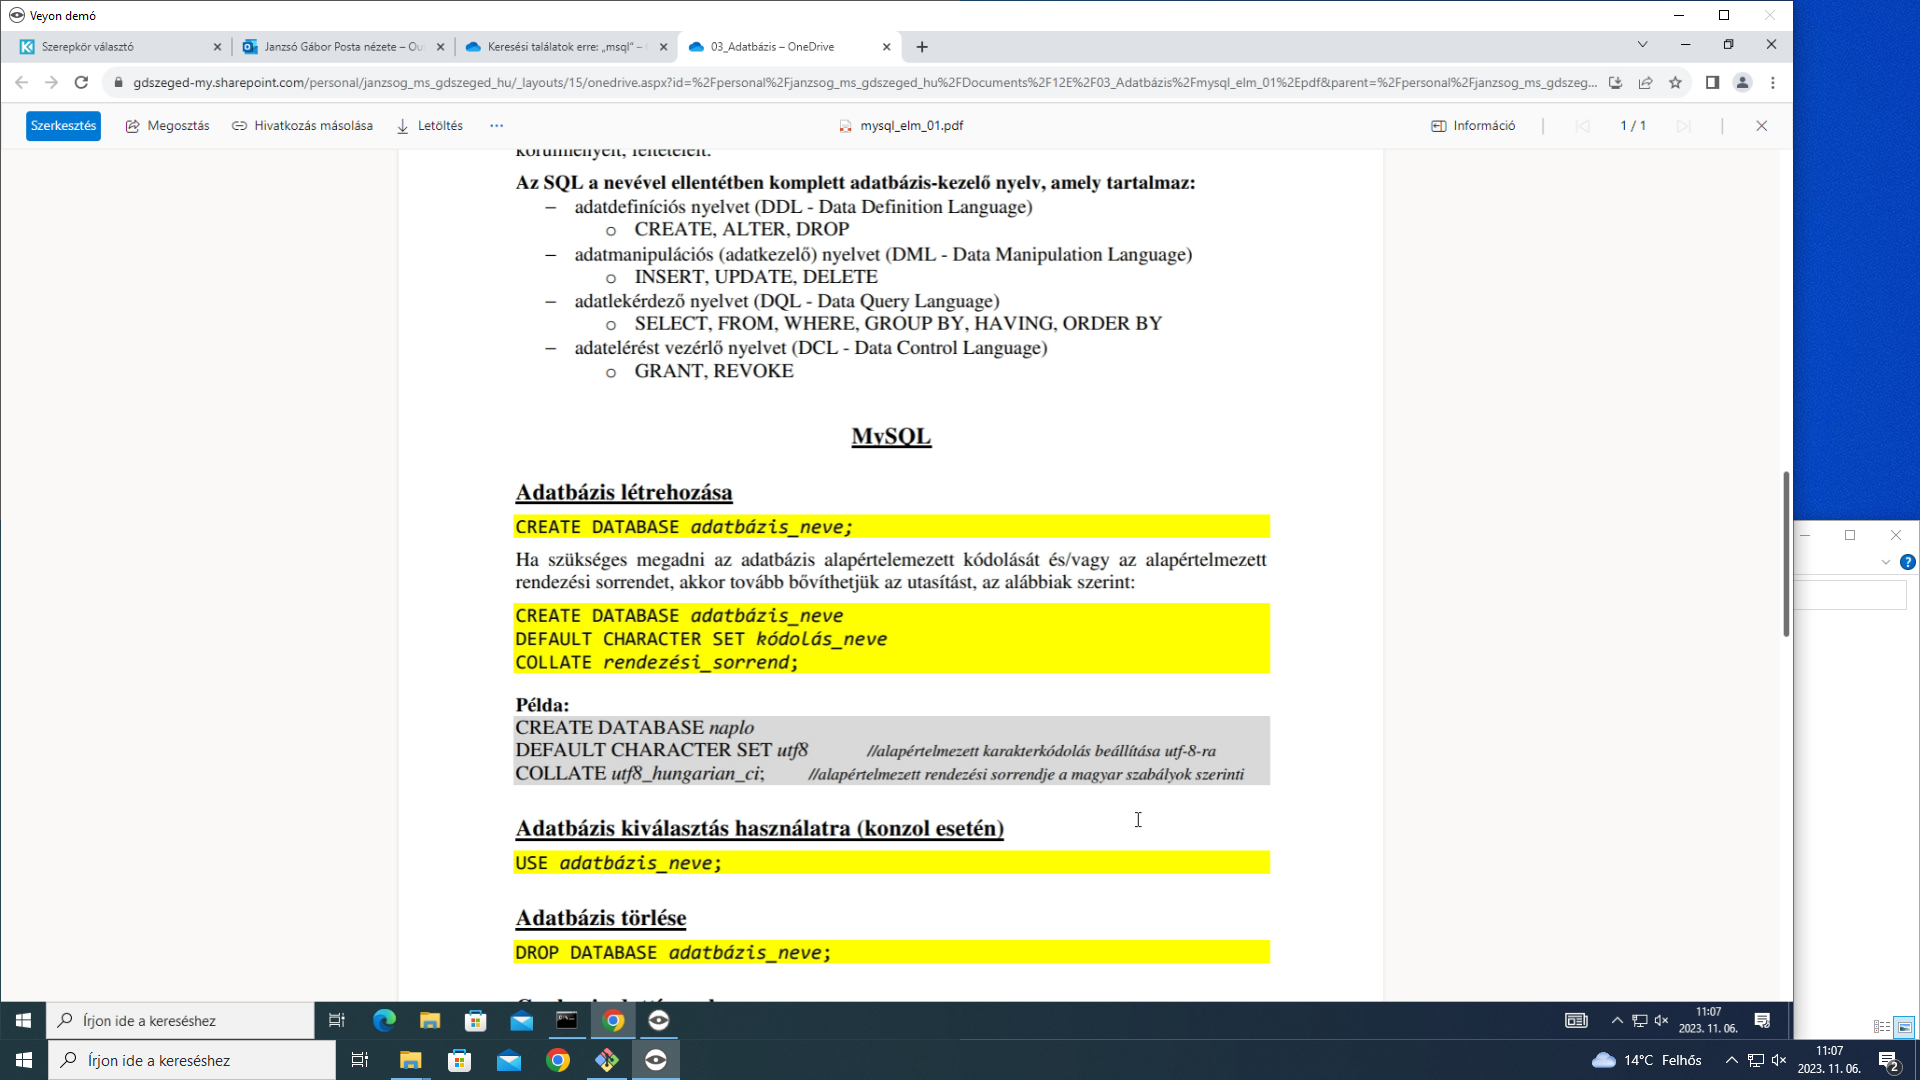 Veyon demó
Szerepkör választó
Janzsó Gábor Posta nézete – Ou
Keresési találatok erre: „msql” –
03_Adatbázis – OneDrive
gdszeged-my.sharepoint.com/personal/janzsog_ms_gdszeged_hu/_layouts/15/onedrive.aspx?id=%2Fpersonal%2Fjanzsog_ms_gdszeged_hu%2FDocuments%2F12E%2F03_Adatbázis%2Fmysql_elm_01%2Epdf&parent=%2Fpersonal%2Fjanzsog_ms_gdszeg...
Szerkesztés
Megosztás
Hivatkozás másolása
Letöltés
mysql_elm_01.pdf
Információ
1 / 1
körülményeit, feltételeit.
Az SQL a nevével ellentétben komplett adatbázis-kezelő nyelv, amely tartalmaz:
– adatdefiníciós nyelvet (DDL - Data Definition Language)
o CREATE, ALTER, DROP
– adatmanipulációs (adatkezelő) nyelvet (DML - Data Manipulation Language)
o INSERT, UPDATE, DELETE
– adatlekérdező nyelvet (DQL - Data Query Language)
o SELECT, FROM, WHERE, GROUP BY, HAVING, ORDER BY
– adatelérést vezérlő nyelvet (DCL - Data Control Language)
o GRANT, REVOKE
MySQL
Adatbázis létrehozása
CREATE DATABASE adatbázis_neve;
Ha szükséges megadni az adatbázis alapértelemezett kódolását és/vagy az alapértelmezett
rendezési sorrendet, akkor tovább bővíthetjük az utasítást, az alábbiak szerint:
CREATE DATABASE adatbázis_neve
DEFAULT CHARACTER SET kódolás_neve
COLLATE rendezési_sorrend;
Példa:
CREATE DATABASE naplo
DEFAULT CHARACTER SET utf8 //alapértelmezett karakterkódolás beállítása utf-8-ra
COLLATE utf8_hungarian_ci; //alapértelmezett rendezési sorrendje a magyar szabályok szerinti
Adatbázis kiválasztás használatra (konzol esetén)
USE adatbázis_neve;
Adatbázis törlése
DROP DATABASE adatbázis_neve;
Írjon ide a kereséshez
11:07
2023. 11. 06.
Írjon ide a kereséshez
14°C Felhős
11:07
2023. 11. 06.
2